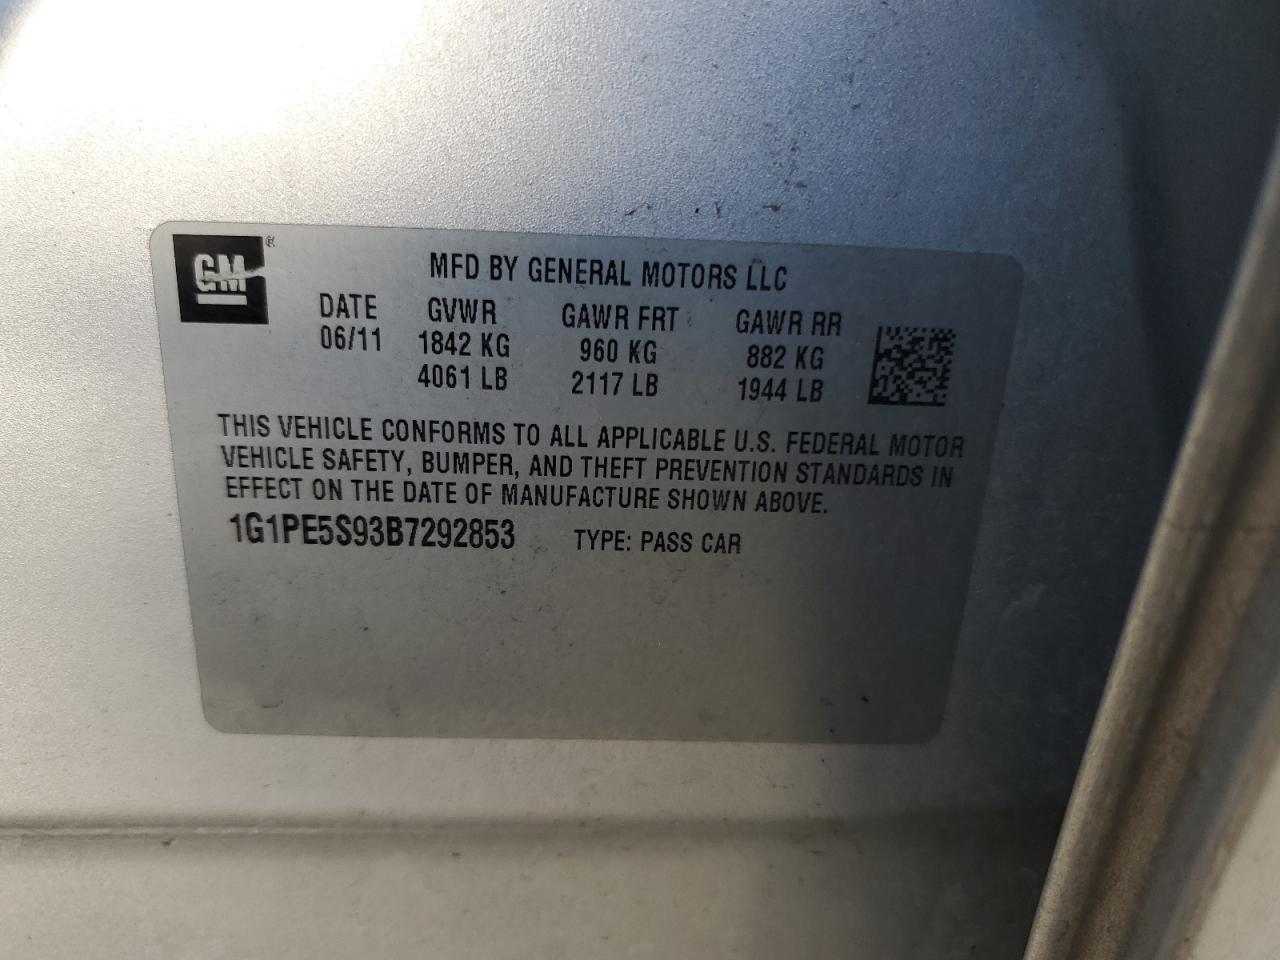 GM
MFD BY GENERAL MOTORS LLC
DATE GVWR GAWR FRT GAWR RR
06/11 1842 KG 960 KG 882 KG
4061 LB 2117 LB 1944 LB
THIS VEHICLE CONFORMS TO ALL APPLICABLE U.S. FEDERAL MOTOR
VEHICLE SAFETY, BUMPER, AND THEFT PREVENTION STANDARDS IN
EFFECT ON THE DATE OF MANUFACTURE SHOWN ABOVE.
1G1PE5S93B7292853 TYPE: PASS CAR